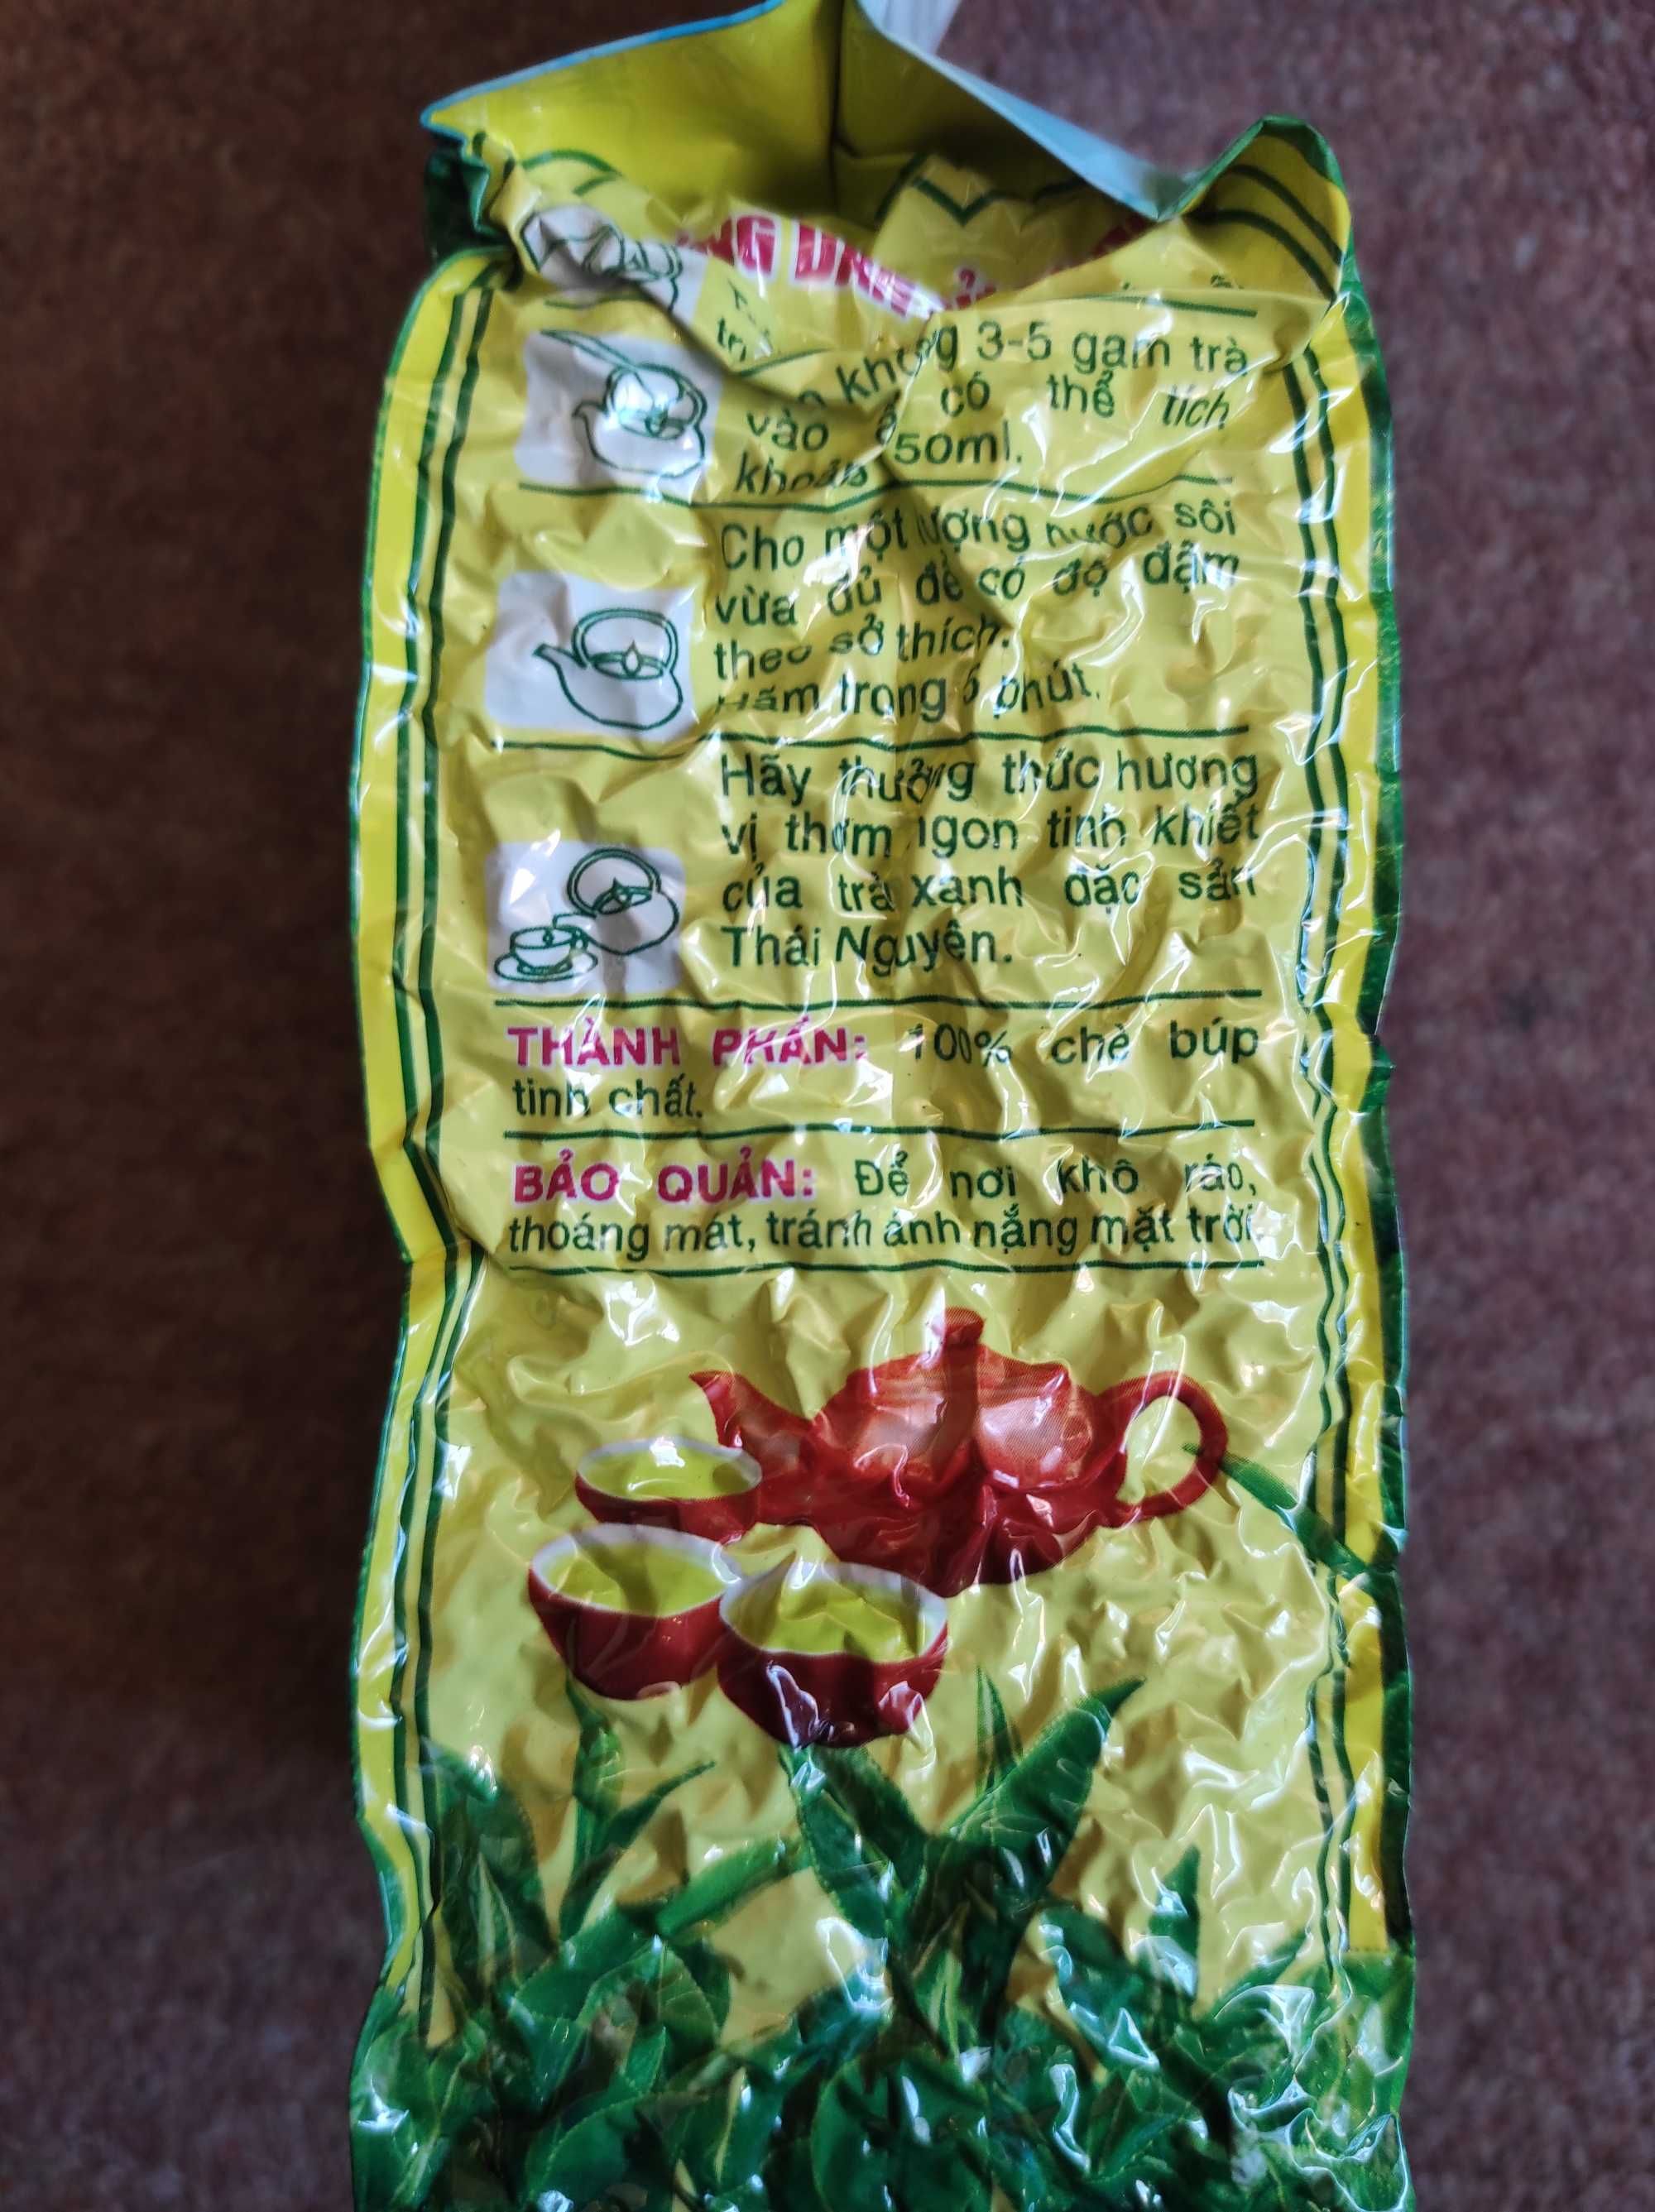 3-5 gam trà
vào có thể tích
50ml.
Cho một lượng nước sôi
vừa đủ để có độ đậm
theo sở thích.
Hãm trong phút.
Hãy thưởng thức hương
vị thơm ngon tinh khiết
của trà xanh đặc sản
Thái Nguyên.
THÀNH PHẦN: 100% chè búp
tinh chất.
BẢO QUẢN: Để nơi khô ráo,
thoáng mát, tránh ánh nắng mặt trời.